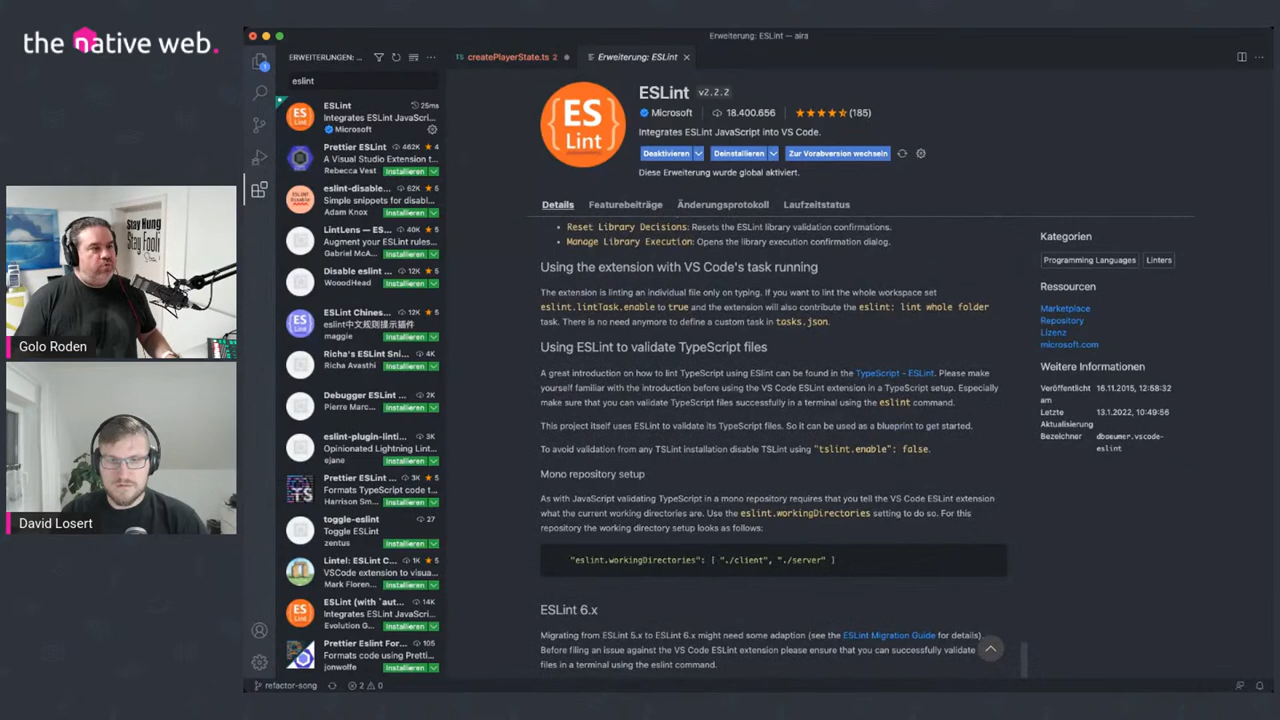 the native web.
Stay Hung
Stay Fooli
Golo Roden
David Losert
Erweiterung: ESLint — aira
ERWEITERUNGEN: ...
eslint
ESLint
25ms
Integrates ESLint JavaScri...
Microsoft
Prettier ESLint
462K ★ 4
A Visual Studio Extension t...
Rebecca Vest
Installieren
eslint-disable...
62K ★ 5
Simple snippets for disabl...
Adam Knox
Installieren
LintLens — ES...
40K ★ 5
Augment your ESLint rules...
Gabriel McA...
Installieren
Disable eslint ...
12K ★ 5
WooodHead
Installieren
ESLint Chines...
12K ★ 5
eslint中文规则提示插件
maggie
Installieren
Richa's ESLint Sni...
4K
Richa Avasthi
Installieren
Debugger ESLint ...
2K
Pierre Marc...
Installieren
eslint-plugin-linti...
3K
Opinionated Lightning Lint...
ejane
Installieren
Prettier ESLint ...
3K ★ 5
Formats TypeScript code t...
Harrison Sm...
Installieren
toggle-eslint
27
Toggle ESLint
zentus
Installieren
Lintel: ESLint C...
1K ★ 5
VSCode extension to visua...
Mark Floren...
Installieren
ESLint (with `aut...
14K
Integrates ESLint JavaScri...
Evolution G...
Installieren
Prettier Eslint For...
105
Formats code using Pretti...
jonwolfe
Installieren
createPlayerState.ts 2
Erweiterung: ESLint
ESLint v2.2.2
Microsoft
18.400.656
(185)
Integrates ESLint JavaScript into VS Code.
Deaktivieren
Deinstallieren
Zur Vorabversion wechseln
Diese Erweiterung wurde global aktiviert.
Details Featurebeiträge Änderungsprotokoll Laufzeitstatus
• Reset Library Decisions: Resets the ESLint library validation confirmations.
• Manage Library Execution: Opens the library execution confirmation dialog.
Using the extension with VS Code's task running
The extension is linting an individual file only on typing. If you want to lint the whole workspace set
eslint.lintTask.enable to true and the extension will also contribute the eslint: lint whole folder
task. There is no need anymore to define a custom task in tasks.json.
Using ESLint to validate TypeScript files
A great introduction on how to lint TypeScript using ESlint can be found in the TypeScript - ESLint. Please make
yourself familiar with the introduction before using the VS Code ESLint extension in a TypeScript setup. Especially
make sure that you can validate TypeScript files successfully in a terminal using the eslint command.
This project itself uses ESLint to validate its TypeScript files. So it can be used as a blueprint to get started.
To avoid validation from any TSLint installation disable TSLint using "tslint.enable": false.
Mono repository setup
As with JavaScript validating TypeScript in a mono repository requires that you tell the VS Code ESLint extension
what the current working directories are. Use the eslint.workingDirectories setting to do so. For this
repository the working directory setup looks as follows:
"eslint.workingDirectories": [ "./client", "./server" ]
ESLint 6.x
Migrating from ESLint 5.x to ESLint 6.x might need some adaption (see the ESLint Migration Guide for details).
Before filing an issue against the VS Code ESLint extension please ensure that you can successfully validate
files in a terminal using the eslint command.
Kategorien
Programming Languages Linters
Ressourcen
Marketplace
Repository
Lizenz
microsoft.com
Weitere Informationen
Veröffentlicht 16.11.2015, 12:58:32
am
Letzte 13.1.2022, 10:49:56
Aktualisierung
Bezeichner dbaeumer.vscode-
eslint
refactor-song
2 0